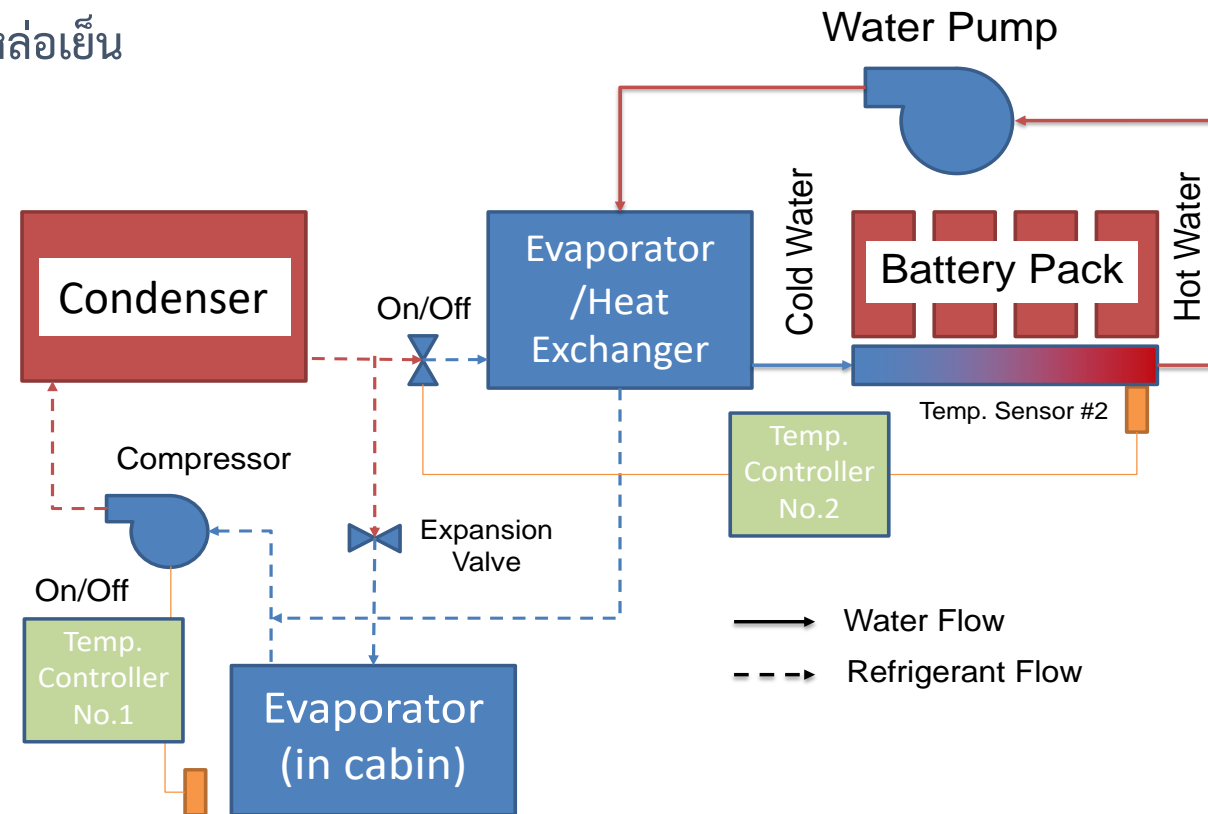 หล่อเย็น
Water Pump
Cold Water
Hot Water
Condenser
On/Off
Evaporator
/Heat
Exchanger
Battery Pack
Temp. Sensor #2
Temp.
Controller
No.2
Compressor
Expansion
Valve
On/Off
Temp.
Controller
No.1
Evaporator
(in cabin)
Water Flow
Refrigerant Flow